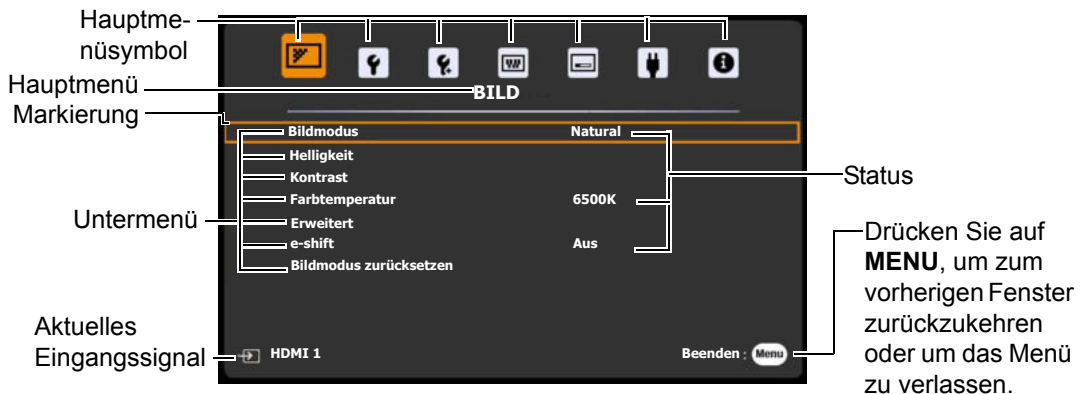 Hauptme-
nüsymbol
Hauptmenü
BILD
Markierung
Bildmodus Natural
Helligkeit
Kontrast
Farbtemperatur 6500K
Erweitert
e-shift Aus
Bildmodus zurücksetzen
Untermenü
Status
Aktuelles
Eingangssignal
HDMI 1
Beenden : Menu
Drücken Sie auf
MENU, um zum
vorherigen Fenster
zurückzukehren
oder um das Menü
zu verlassen.